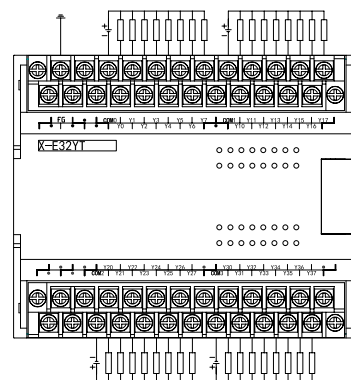 FG COM0 Y1 Y3 Y5 Y7 COM1 Y11 Y13 Y15 Y17
Y0 Y2 Y4 Y6 Y10 Y12 Y14 Y16
X-E32YT
Y20 Y22 Y24 Y26 Y30 Y32 Y34 Y36
COM2 Y21 Y23 Y25 Y27 COM3 Y31 Y33 Y35 Y37